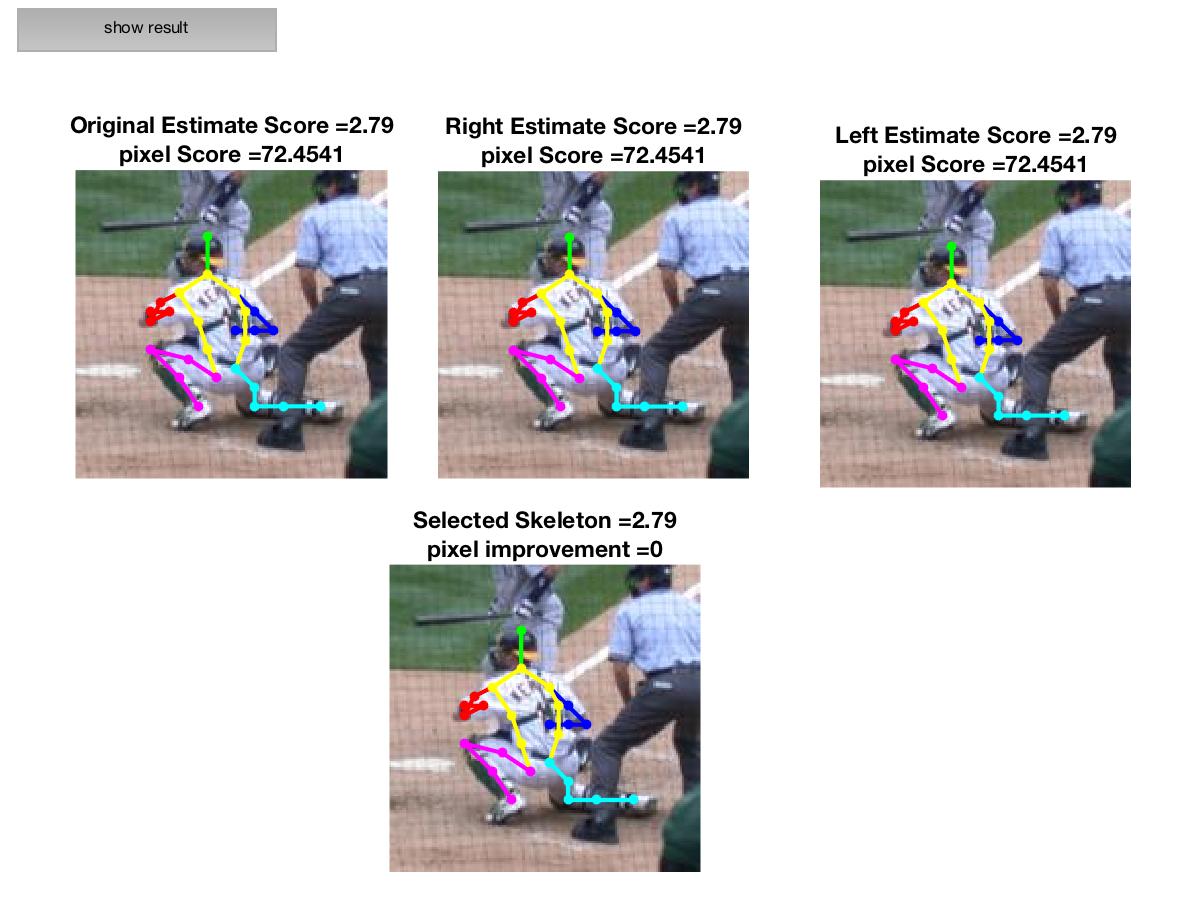 show result
Original Estimate Score =2.79
pixel Score =72.4541
Right Estimate Score =2.79
pixel Score =72.4541
Left Estimate Score =2.79
pixel Score =72.4541
Selected Skeleton =2.79
pixel improvement =0